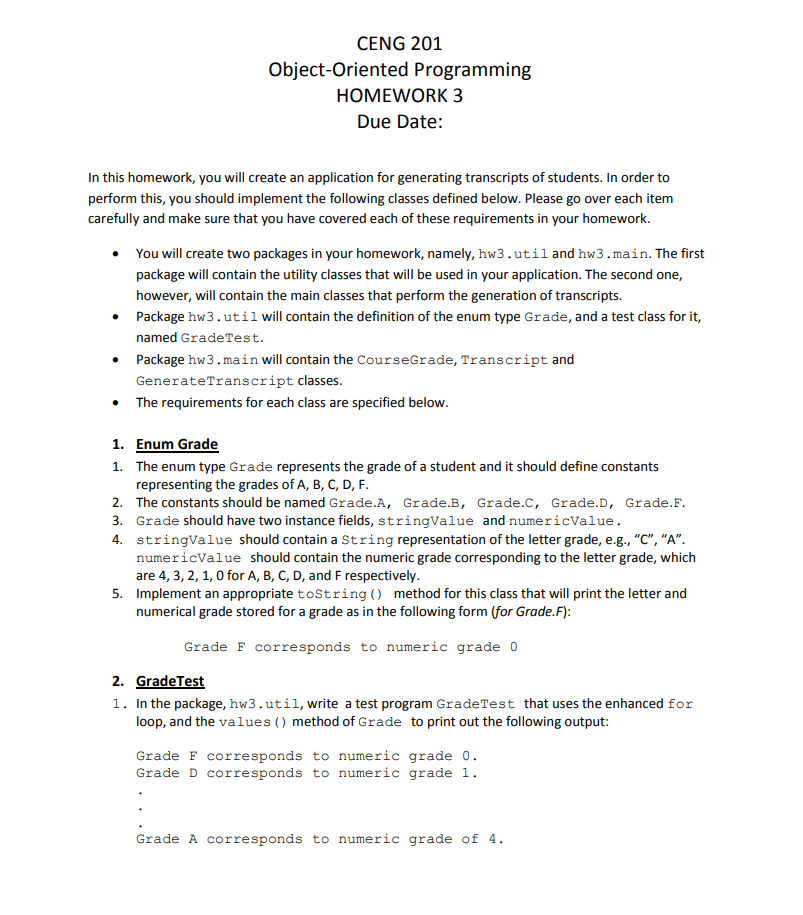 CENG 201
Object-Oriented Programming
HOMEWORK 3
Due Date:
In this homework, you will create an application for generating transcripts of students. In order to
perform this, you should implement the following classes defined below. Please go over each item
carefully and make sure that you have covered each of these requirements in your homework.
• You will create two packages in your homework, namely, hw3.util and hw3.main. The first
package will contain the utility classes that will be used in your application. The second one,
however, will contain the main classes that perform the generation of transcripts.
• Package hw3.util will contain the definition of the enum type Grade, and a test class for it,
named GradeTest.
• Package hw3.main will contain the CourseGrade, Transcript and
GenerateTranscript classes.
• The requirements for each class are specified below.
1. Enum Grade
1. The enum type Grade represents the grade of a student and it should define constants
representing the grades of A, B, C, D, F.
2. The constants should be named Grade.A, Grade.B, Grade.C, Grade.D, Grade.F.
3. Grade should have two instance fields, stringValue and numericValue.
4. stringValue should contain a String representation of the letter grade, e.g., “C”, “A”.
numericValue should contain the numeric grade corresponding to the letter grade, which
are 4, 3, 2, 1, 0 for A, B, C, D, and F respectively.
5. Implement an appropriate toString() method for this class that will print the letter and
numerical grade stored for a grade as in the following form (for Grade.F):
Grade F corresponds to numeric grade 0
2. GradeTest
1. In the package, hw3.util, write a test program GradeTest that uses the enhanced for
loop, and the values() method of Grade to print out the following output:
Grade F corresponds to numeric grade 0.
Grade D corresponds to numeric grade 1.
.
.
.
Grade A corresponds to numeric grade of 4.